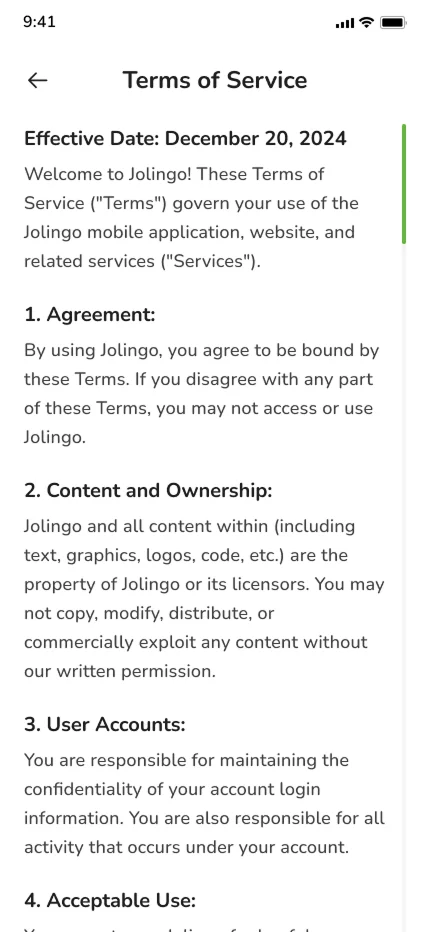 9:41
Terms of Service
Effective Date: December 20, 2024
Welcome to Jolingo! These Terms of
Service ("Terms") govern your use of the
Jolingo mobile application, website, and
related services ("Services").
1. Agreement:
By using Jolingo, you agree to be bound by
these Terms. If you disagree with any part
of these Terms, you may not access or use
Jolingo.
2. Content and Ownership:
Jolingo and all content within (including
text, graphics, logos, code, etc.) are the
property of Jolingo or its licensors. You may
not copy, modify, distribute, or
commercially exploit any content without
our written permission.
3. User Accounts:
You are responsible for maintaining the
confidentiality of your account login
information. You are also responsible for all
activity that occurs under your account.
4. Acceptable Use: